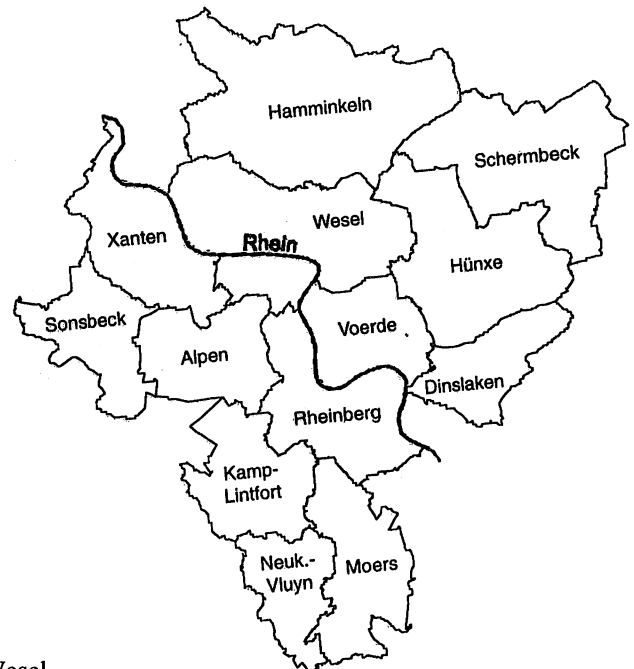 Hamminkeln
Schermbeck
Wesel
Xanten
Rhein
Hünxe
Sonsbeck
Voerde
Alpen
Dinslaken
Rheinberg
Kamp-
Lintfort
Neuk.-
Vluyn
Moers